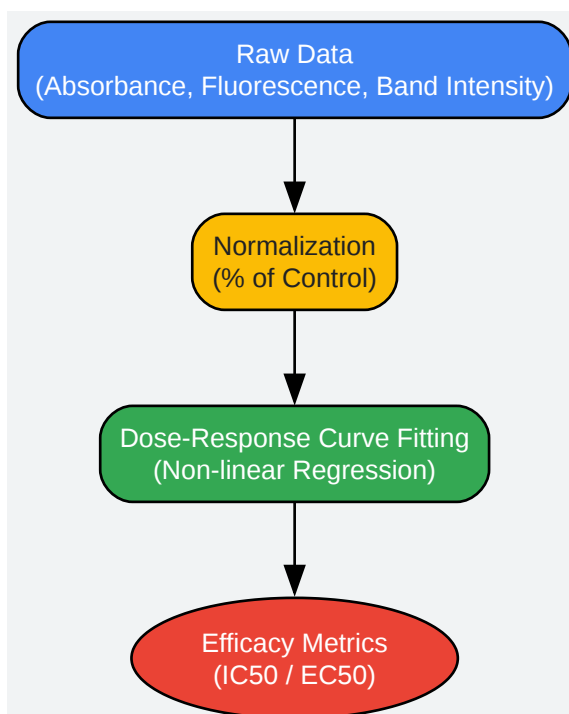 Raw Data
(Absorbance, Fluorescence, Band Intensity)
Normalization
(% of Control)
Dose-Response Curve Fitting
(Non-linear Regression)
Efficacy Metrics
(IC50 / EC50)